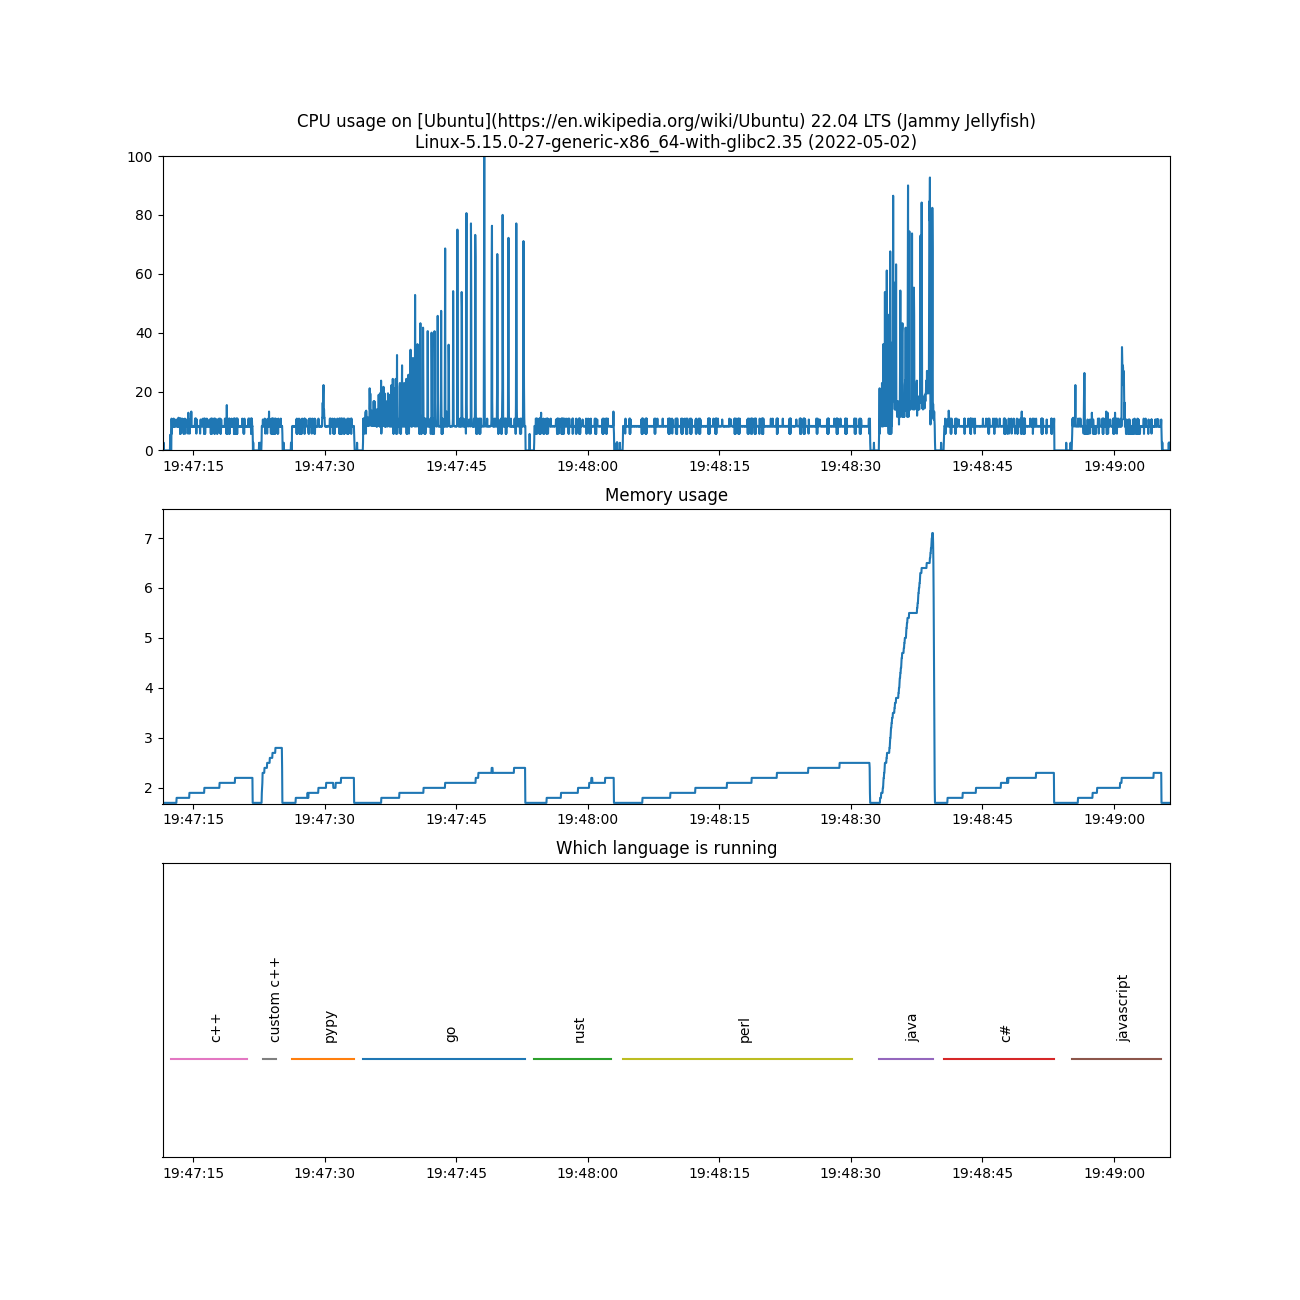 CPU usage on [Ubuntu](https://en.wikipedia.org/wiki/Ubuntu) 22.04 LTS (Jammy Jellyfish)
Linux-5.15.0-27-generic-x86_64-with-glibc2.35 (2022-05-02)
100
80
60
40
20
0
19:47:15 19:47:30 19:47:45 19:48:00 19:48:15 19:48:30 19:48:45 19:49:00
Memory usage
7
6
5
4
3
2
19:47:15 19:47:30 19:47:45 19:48:00 19:48:15 19:48:30 19:48:45 19:49:00
Which language is running
c++
custom c++
pypy
go
rust
perl
java
c#
javascript
19:47:15 19:47:30 19:47:45 19:48:00 19:48:15 19:48:30 19:48:45 19:49:00